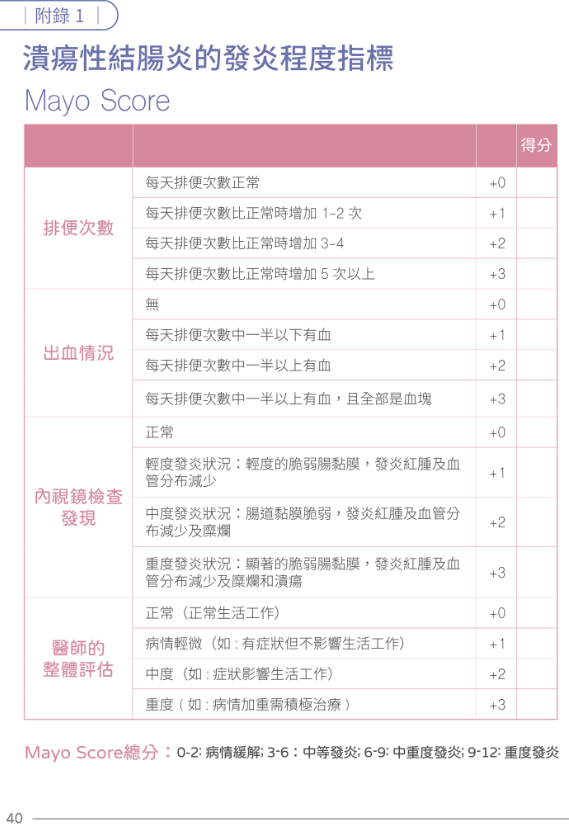 附錄 1
潰瘍性結腸炎的發炎程度指標
Mayo Score
得分
排便次數
每天排便次數正常 +0
每天排便次數比正常時增加 1-2 次 +1
每天排便次數比正常時增加 3-4 +2
每天排便次數比正常時增加 5 次以上 +3
出血情況
無 +0
每天排便次數中一半以下有血 +1
每天排便次數中一半以上有血 +2
每天排便次數中一半以上有血，且全部是血塊 +3
內視鏡檢查
發現
正常 +0
輕度發炎狀況：輕度的脆弱腸黏膜，發炎紅腫及血
管分布減少 +1
中度發炎狀況：腸道黏膜脆弱，發炎紅腫及血管分
布減少及糜爛 +2
重度發炎狀況：顯著的脆弱腸黏膜，發炎紅腫及血
管分布減少及糜爛和潰瘍 +3
醫師的
整體評估
正常（正常生活工作） +0
病情輕微（如 : 有症狀但不影響生活工作） +1
中度（如 : 症狀影響生活工作） +2
重度 ( 如 : 病情加重需積極治療 ) +3
Mayo Score總分：0-2: 病情緩解; 3-6：中等發炎; 6-9: 中重度發炎; 9-12: 重度發炎
40